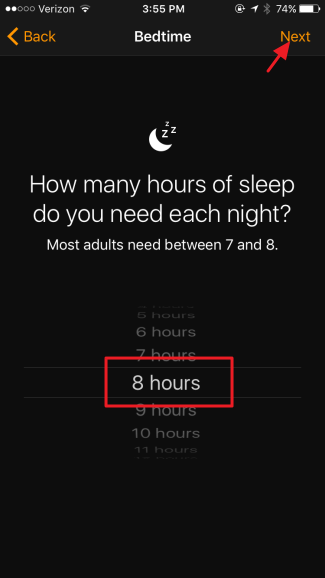 Verizon 3:55 PM 74%
Back Bedtime Next
z z z
How many hours of sleep
do you need each night?
Most adults need between 7 and 8.
5 hours
6 hours
7 hours
8 hours
9 hours
10 hours
11 hours